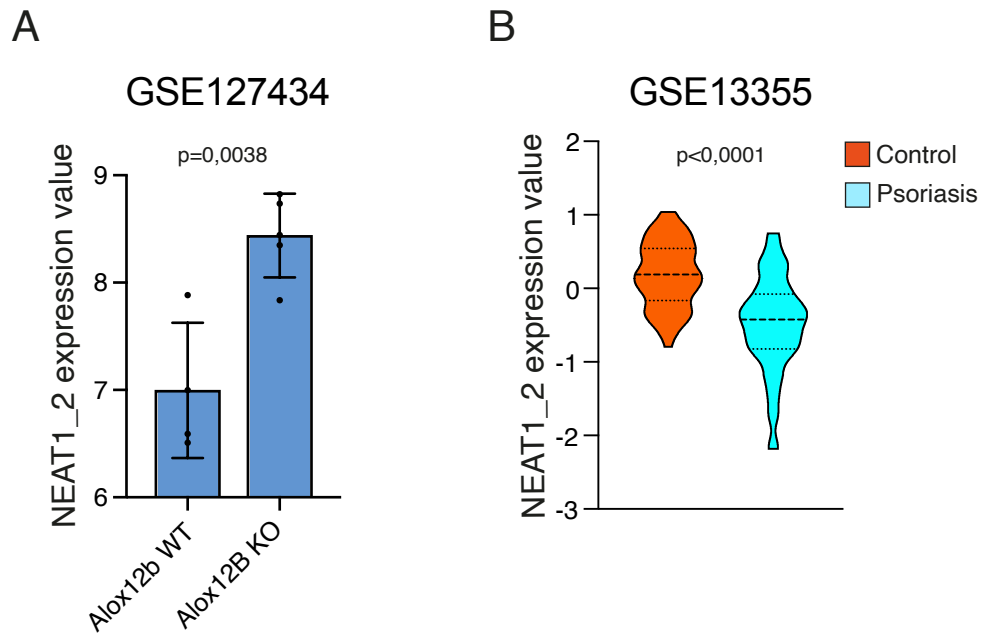 A
GSE127434
p=0,0038
NEAT1_2 expression value
9
8
7
6
Alox12b WT
Alox12B KO
B
GSE13355
p<0,0001
NEAT1_2 expression value
2
1
0
-1
-2
-3
Control
Psoriasis